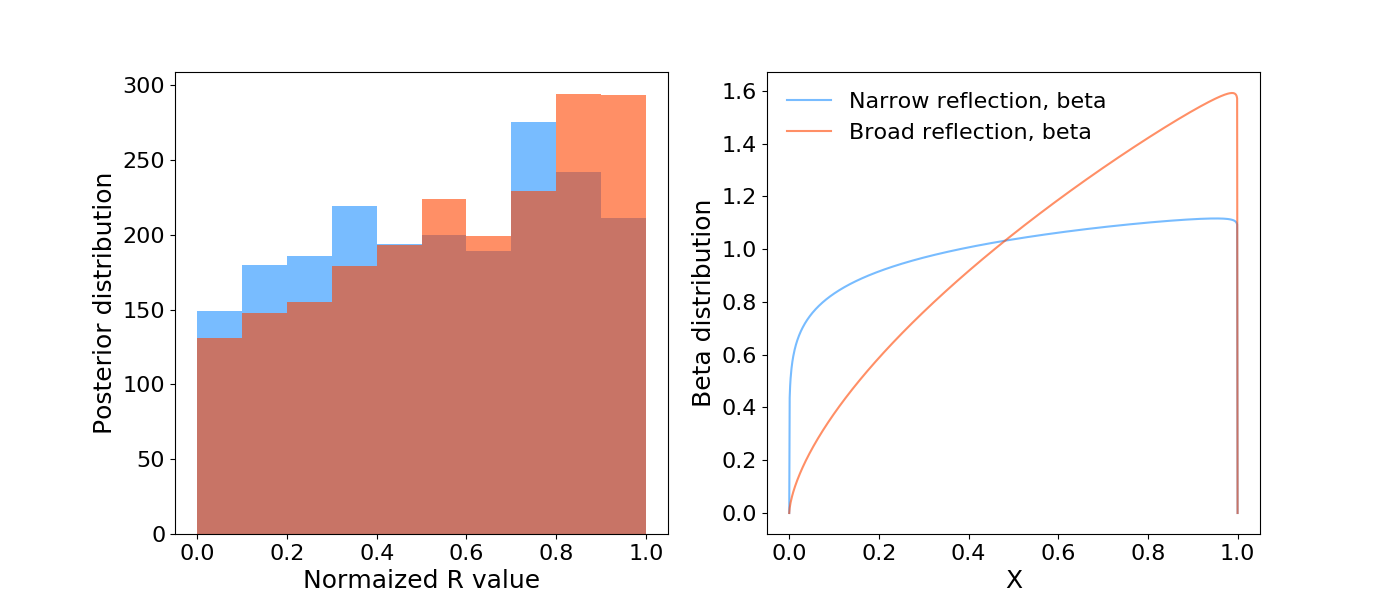 Posterior distribution
300
250
200
150
100
50
0
0.0 0.2 0.4 0.6 0.8 1.0
Normaized R value
Beta distribution
1.6
1.4
1.2
1.0
0.8
0.6
0.4
0.2
0.0
Narrow reflection, beta
Broad reflection, beta
0.0 0.2 0.4 0.6 0.8 1.0
X